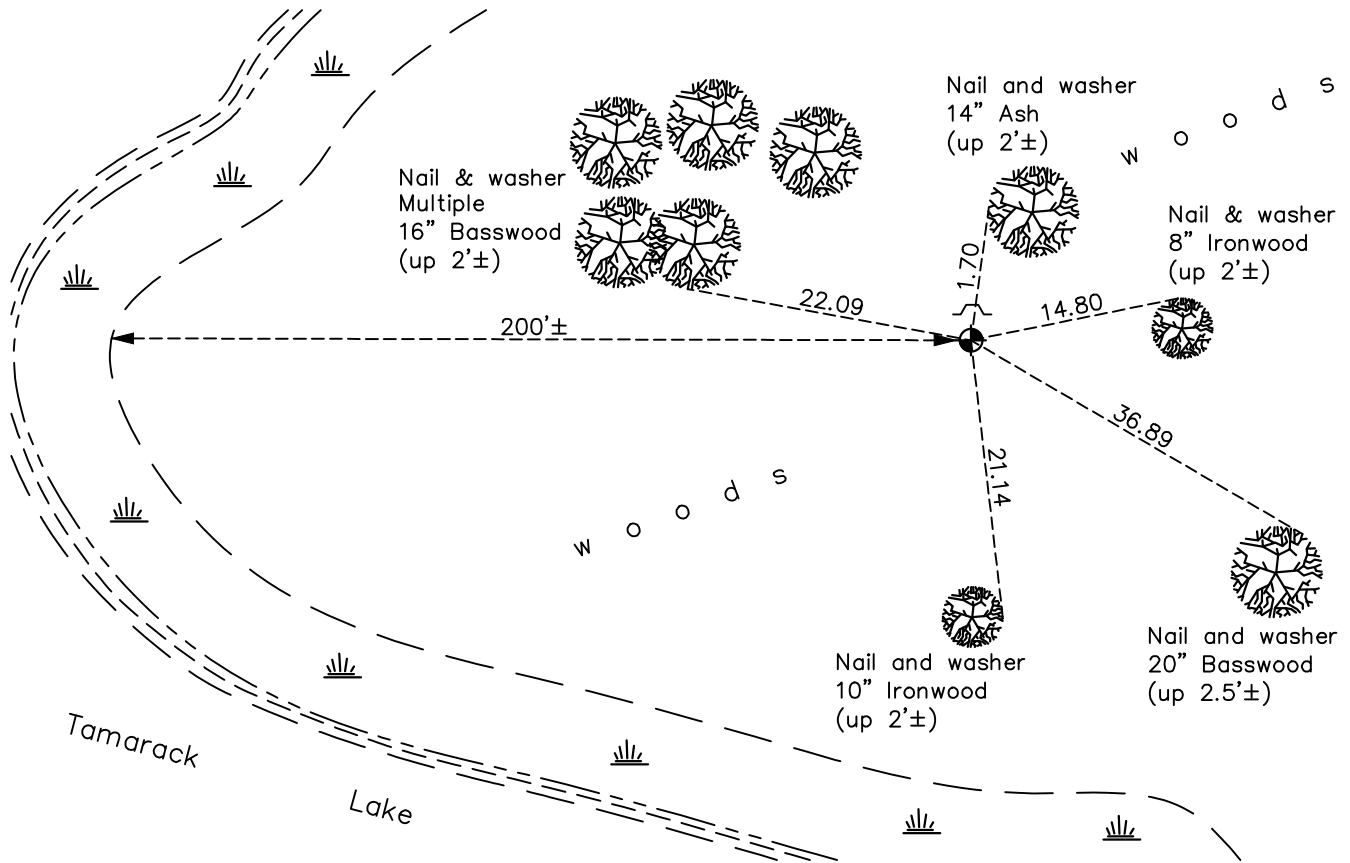 Nail and washer
14" Ash
(up 2'±)
w o o d s
Nail & washer
Multiple
16" Basswood
(up 2'±)
Nail & washer
8" Ironwood
(up 2'±)
1.70
22.09
14.80
200'±
36.89
21.14
w o o d s
Nail and washer
20" Basswood
(up 2.5'±)
Nail and washer
10" Ironwood
(up 2'±)
Tamarack
Lake